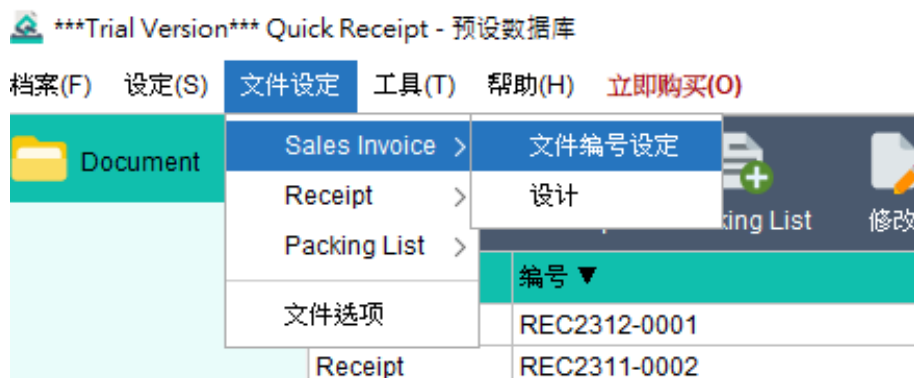 ***Trial Version*** Quick Receipt - 预设数据库
档案(F) 设定(S) 文件设定 工具(T) 帮助(H) 立即购买(O)
Document Sales Invoice > 文件编号设定
Receipt > 设计
king List 修改
Packing List >
编号 ▼
文件选项
REC2312-0001
Receipt REC2311-0002